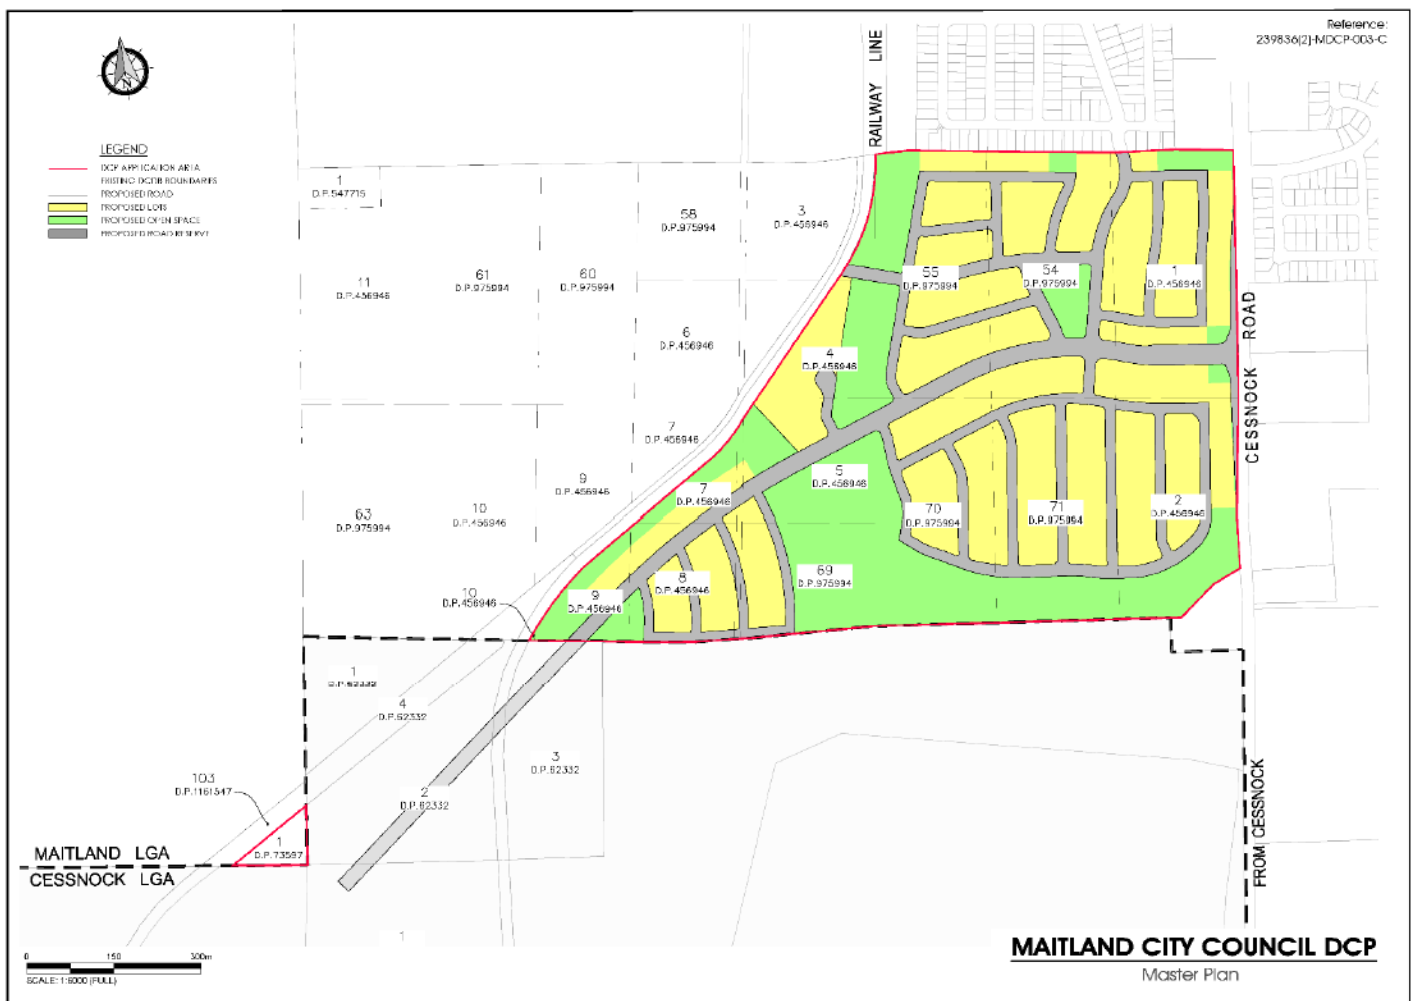 Reference:
239836(2)-MDCP-003-C
RAILWAY LINE
N
LEGEND
DCP APPLICATION AREA
EXISTING DCDB BOUNDARIES
PROPOSED ROAD
PROPOSED LOTS
PROPOSED OPEN SPACE
PROPOSED ROAD RESERVE
1
D.P.547715
58
D.P.975994
3
D.P.456946
11
D.P.456946
61
D.P.975994
60
D.P.975994
55
D.P.975994
54
D.P.975994
1
D.P.456946
6
D.P.456946
4
D.P.456946
CESSNOCK ROAD
7
D.P.456946
9
D.P.456946
7
D.P.456946
5
D.P.456946
63
D.P.975994
10
D.P.456946
70
D.P.975994
71
D.P.975994
2
D.P.456946
10
D.P.456946
9
D.P.456946
8
D.P.456946
69
D.P.975994
1
D.P.62332
4
D.P.62332
3
D.P.62332
103
D.P.1161547
2
D.P.62332
1
D.P.73597
MAITLAND LGA
CESSNOCK LGA
FROM CESSNOCK
1
0 150 300m
SCALE: 1:6000 (FULL)
MAITLAND CITY COUNCIL DCP
Master Plan